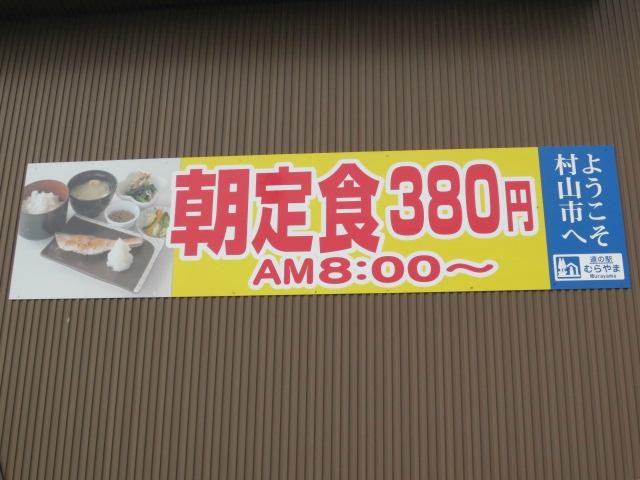 朝定食380円
AM8:00～
ようこそ
村山市へ
道の駅
むらやま
Murayama